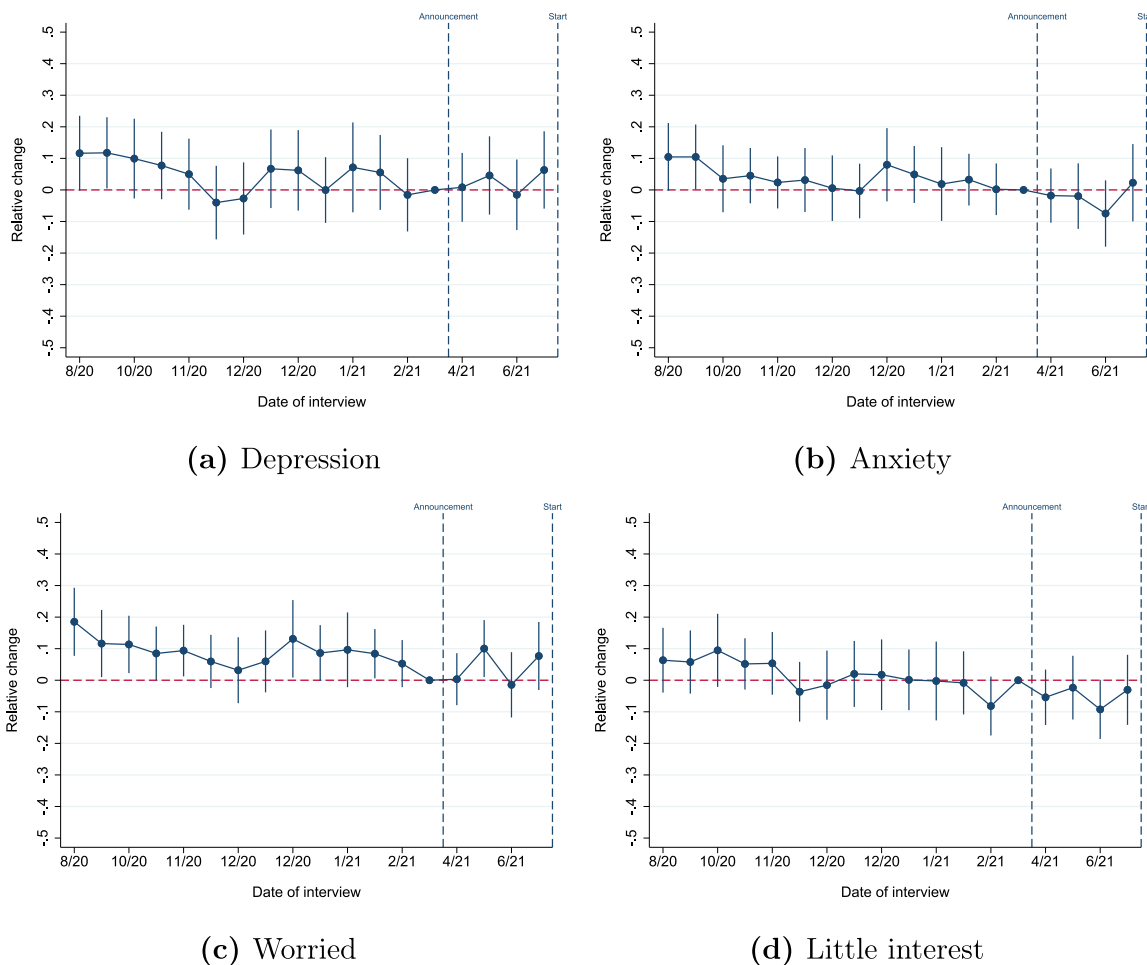 Announcement Start
.5
.4
.3
.2
.1
0
-.1
-.2
-.3
-.4
-.5
Relative change
8/20 10/20 11/20 12/20 12/20 1/21 2/21 4/21 6/21
Date of interview
(a) Depression
Announcement Sta
.5
.4
.3
.2
.1
0
-.1
-.2
-.3
-.4
-.5
Relative change
8/20 10/20 11/20 12/20 12/20 1/21 2/21 4/21 6/21
Date of interview
(b) Anxiety
Announcement Start
.5
.4
.3
.2
.1
0
-.1
-.2
-.3
-.4
-.5
Relative change
8/20 10/20 11/20 12/20 12/20 1/21 2/21 4/21 6/21
Date of interview
(c) Worried
Announcement Start
.5
.4
.3
.2
.1
0
-.1
-.2
-.3
-.4
-.5
Relative change
8/20 10/20 11/20 12/20 12/20 1/21 2/21 4/21 6/21
Date of interview
(d) Little interest